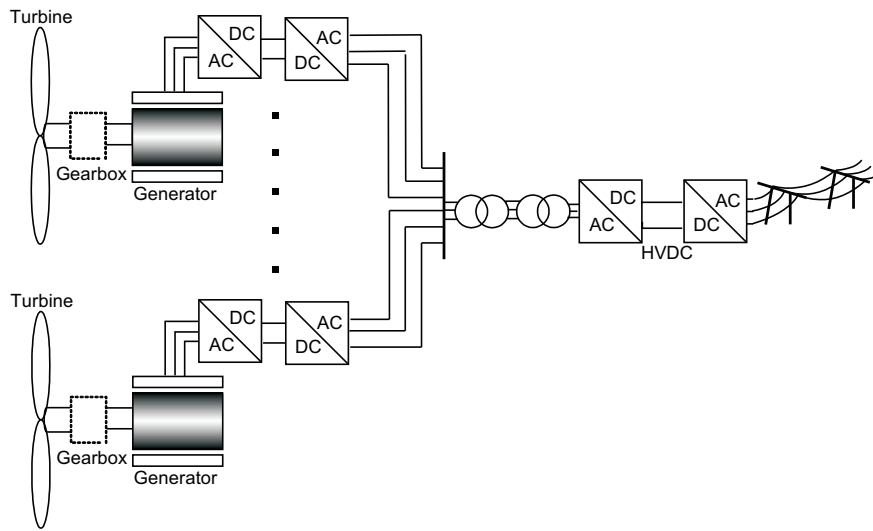 Turbine
DC
AC
AC
DC
Gearbox
Generator
DC
AC
HVDC
AC
DC
Turbine
DC
AC
AC
DC
Gearbox
Generator